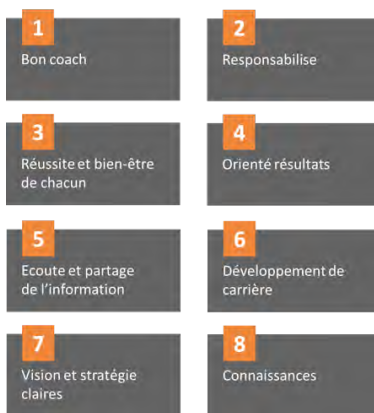 1
Bon coach
2
Responsabilise
3
Réussite et bien-être
de chacun
4
Orienté résultats
5
Ecoute et partage
de l'information
6
Développement de
carrière
7
Vision et stratégie
claires
8
Connaissances